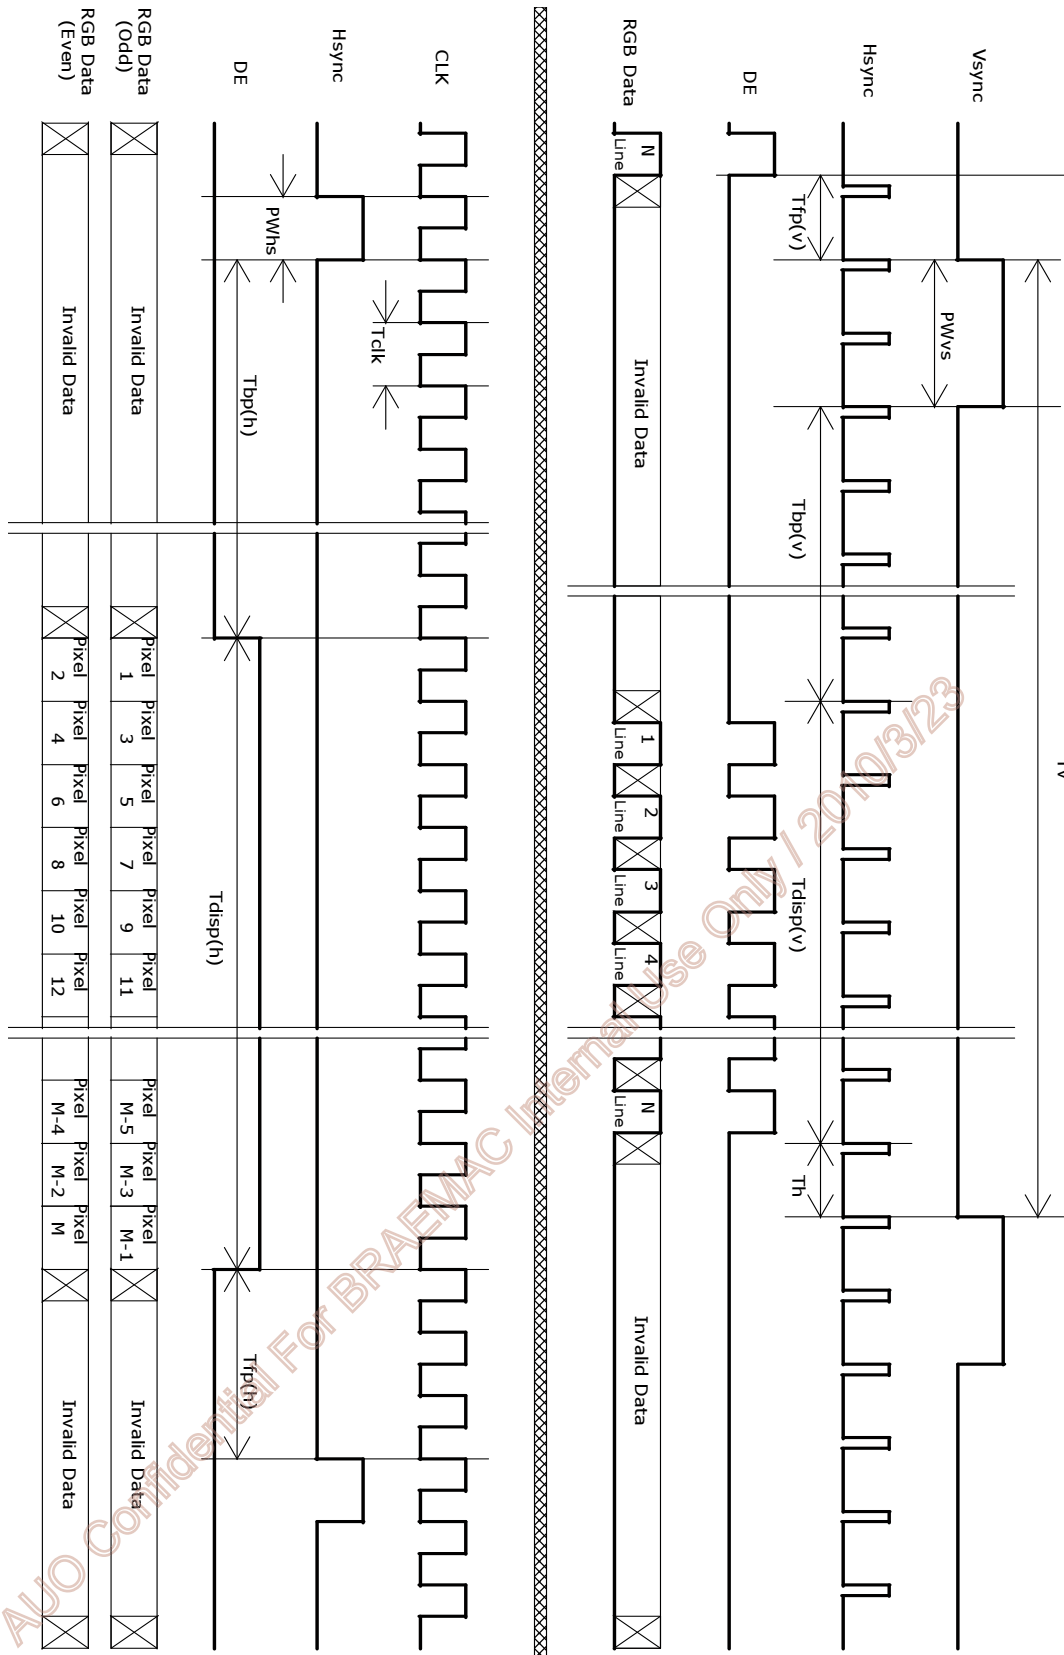 Tv
Vsync
PWvs
Hsync
Tfp(v)
Tbp(v)
Tdisp(v)
Th
DE
RGB Data
N
Line
Invalid Data
1
Line
2
Line
3
Line
4
Line
N
Line
Invalid Data
CLK
Tclk
Hsync
PWhs
DE
Tbp(h)
Tdisp(h)
Tfp(h)
RGB Data
(Odd)
Invalid Data
Pixel
1
Pixel
3
Pixel
5
Pixel
7
Pixel
9
Pixel
11
Pixel
M-5
Pixel
M-3
Pixel
M-1
Invalid Data
RGB Data
(Even)
Invalid Data
Pixel
2
Pixel
4
Pixel
6
Pixel
8
Pixel
10
Pixel
12
Pixel
M-4
Pixel
M-2
Pixel
M
Invalid Data
AUO Confidential For BRAEMAC Internal Use Only / 2010/3/23